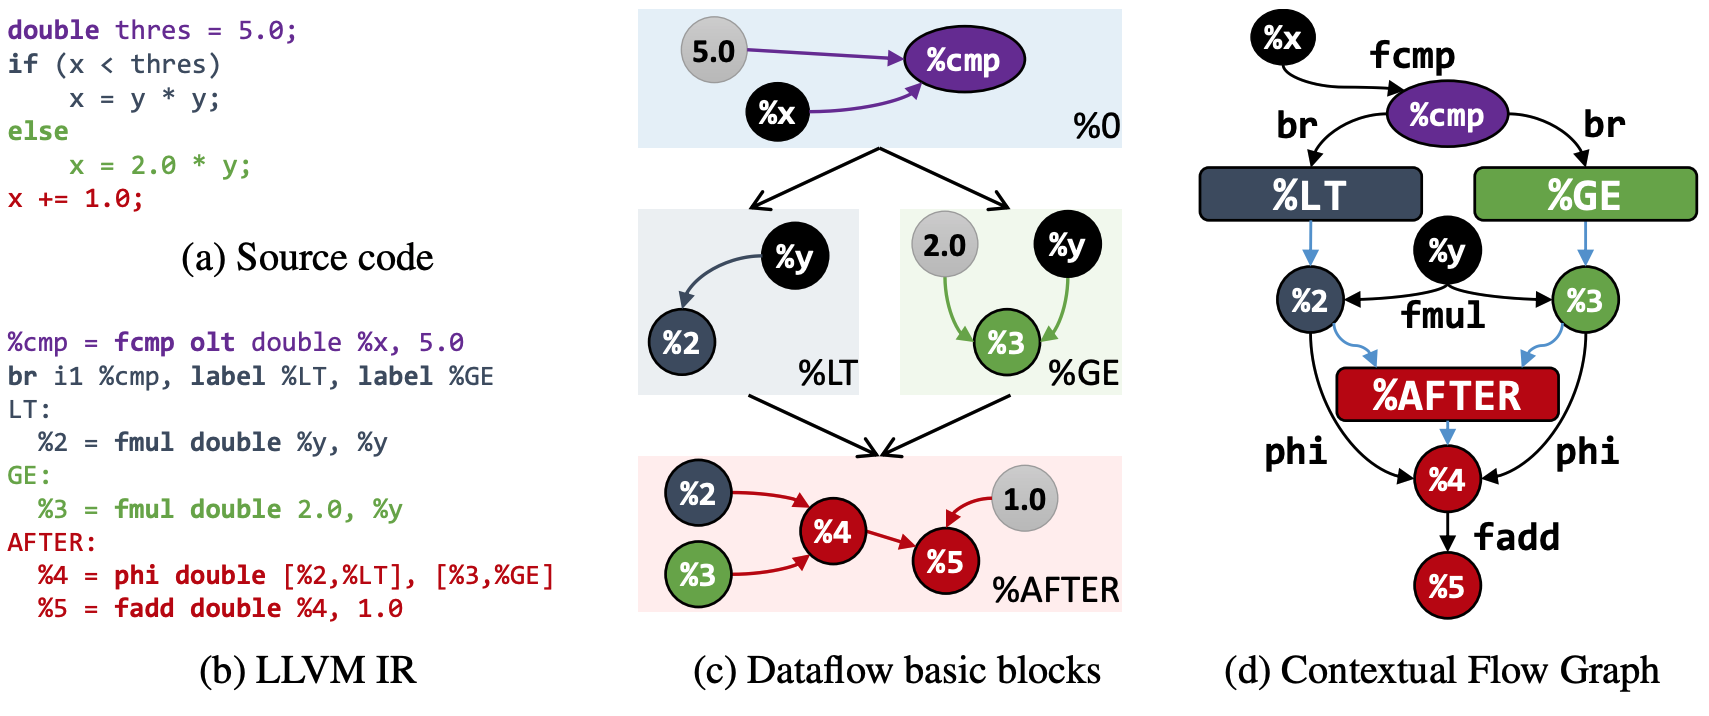 double thres = 5.0;
if (x < thres)
    x = y * y;
else
    x = 2.0 * y;
x += 1.0;
(a) Source code
%cmp = fcmp olt double %x, 5.0
br i1 %cmp, label %LT, label %GE
LT:
  %2 = fmul double %y, %y
GE:
  %3 = fmul double 2.0, %y
AFTER:
  %4 = phi double [%2,%LT], [%3,%GE]
  %5 = fadd double %4, 1.0
(b) LLVM IR
5.0
%cmp
%x
%0
%y
%2
%LT
2.0
%y
%3
%GE
%2
1.0
%4
%5
%3
%AFTER
(c) Dataflow basic blocks
%x
fcmp
%cmp
br
br
%LT
%GE
%y
%2
%3
fmul
%AFTER
phi
phi
%4
fadd
%5
(d) Contextual Flow Graph